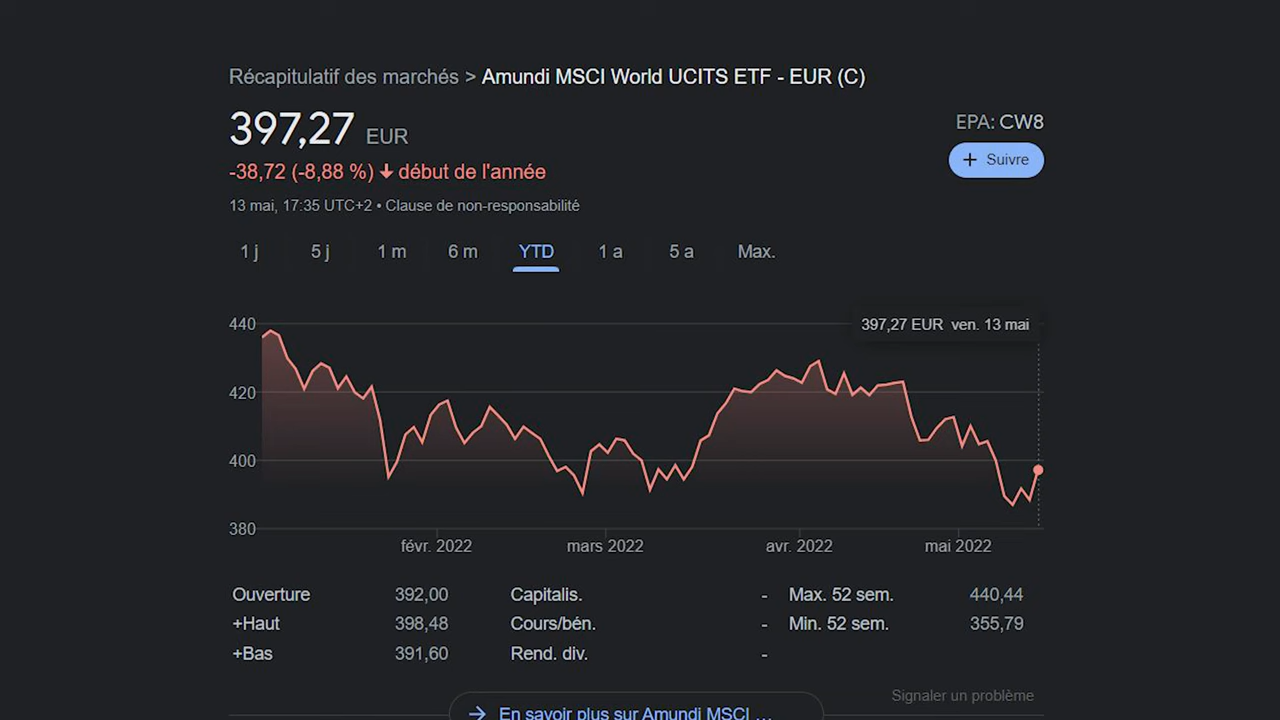 Récapitulatif des marchés > Amundi MSCI World UCITS ETF - EUR (C)
397,27 EUR
EPA: CW8
+ Suivre
-38,72 (-8,88 %) ↓ début de l'année
13 mai, 17:35 UTC+2 • Clause de non-responsabilité
1 j 5 j 1 m 6 m YTD 1 a 5 a Max.
397,27 EUR ven. 13 mai
440
420
400
380
févr. 2022 mars 2022 avr. 2022 mai 2022
Ouverture 392,00 Capitalis. - Max. 52 sem. 440,44
+Haut 398,48 Cours/bén. - Min. 52 sem. 355,79
+Bas 391,60 Rend. div. -
Signaler un problème
→ En savoir plus sur Amundi MSCI ...